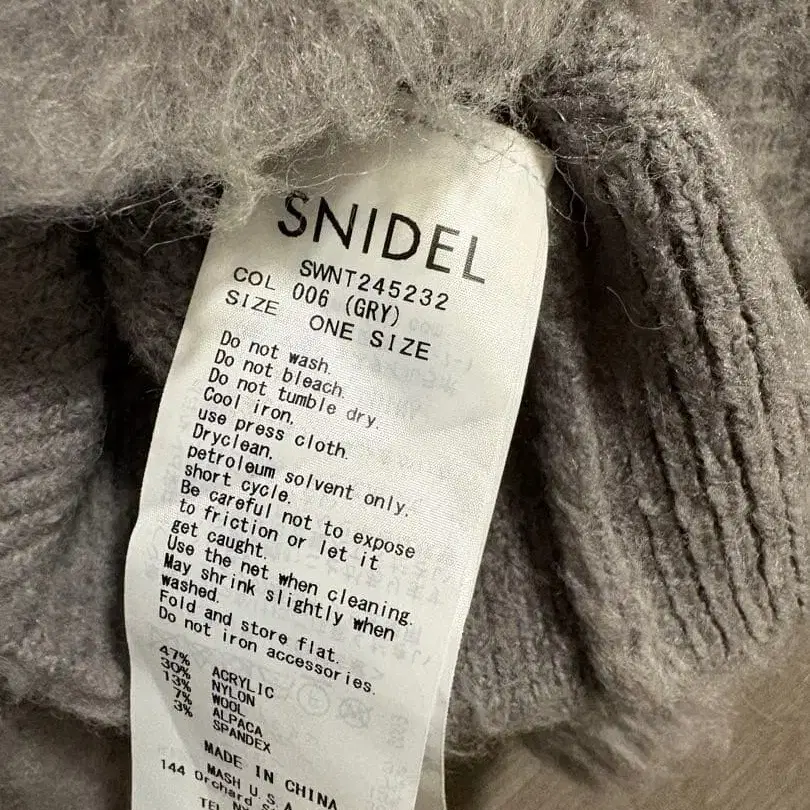 SNIDEL
SWNT245232
COL 006 (GRY)
SIZE ONE SIZE
Do not wash.
Do not bleach.
Do not tumble dry.
Cool iron,
use press cloth.
Dryclean,
petroleum solvent only,
short cycle.
Be careful not to expose
to friction or let it
get caught.
Use the net when cleaning.
May shrink slightly when
washed.
Fold and store flat.
Do not iron accessories.
47% ACRYLIC
30% NYLON
13% WOOL
7% ALPACA
3% SPANDEX
MADE IN CHINA
MASH U.S.A
144 Orchard
TEL